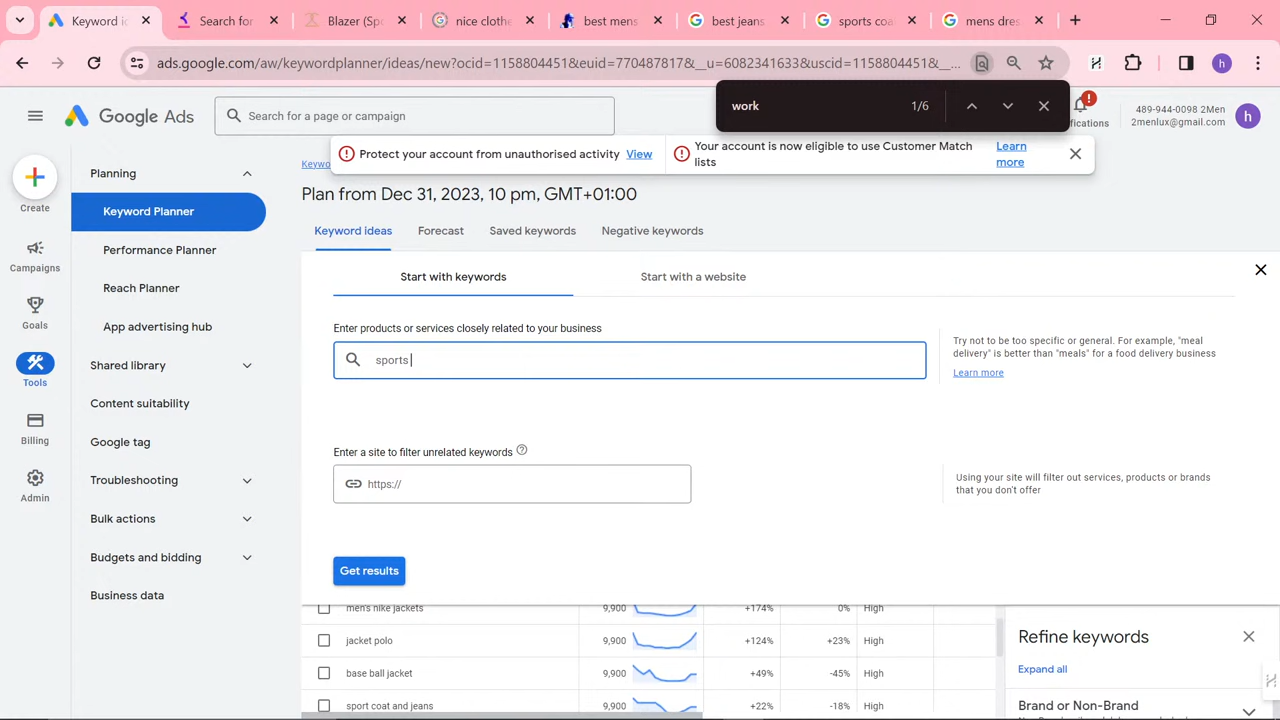 Keyword i
Search for
Blazer (Spo
nice clothe
best mens
best jeans
sports coa
mens dres
ads.google.com/aw/keywordplanner/ideas/new?ocid=1158804451&euid=770487817&__u=6082341633&uscid=1158804451&__...
h
Google Ads
Search for a page or campaign
work
1/6
fications
489-944-0098 2Men
2menlux@gmail.com
h
Protect your account from unauthorised activity View
Your account is now eligible to use Customer Match
lists
Learn
more
Create
Campaigns
Goals
Tools
Billing
Admin
Planning
Keyword Planner
Performance Planner
Reach Planner
App advertising hub
Shared library
Content suitability
Google tag
Troubleshooting
Bulk actions
Budgets and bidding
Business data
Keywo
Plan from Dec 31, 2023, 10 pm, GMT+01:00
Keyword ideas
Forecast
Saved keywords
Negative keywords
Start with keywords
Start with a website
Enter products or services closely related to your business
sports
Try not to be too specific or general. For example, "meal
delivery" is better than "meals" for a food delivery business
Learn more
Enter a site to filter unrelated keywords
https://
Using your site will filter out services, products or brands
that you don't offer
Get results
men's nike jackets 9,900 +174% 0% High
jacket polo 9,900 +124% +23% High
base ball jacket 9,900 +49% -45% High
sport coat and jeans 9,900 +22% -18% High
Refine keywords
Expand all
Brand or Non-Brand